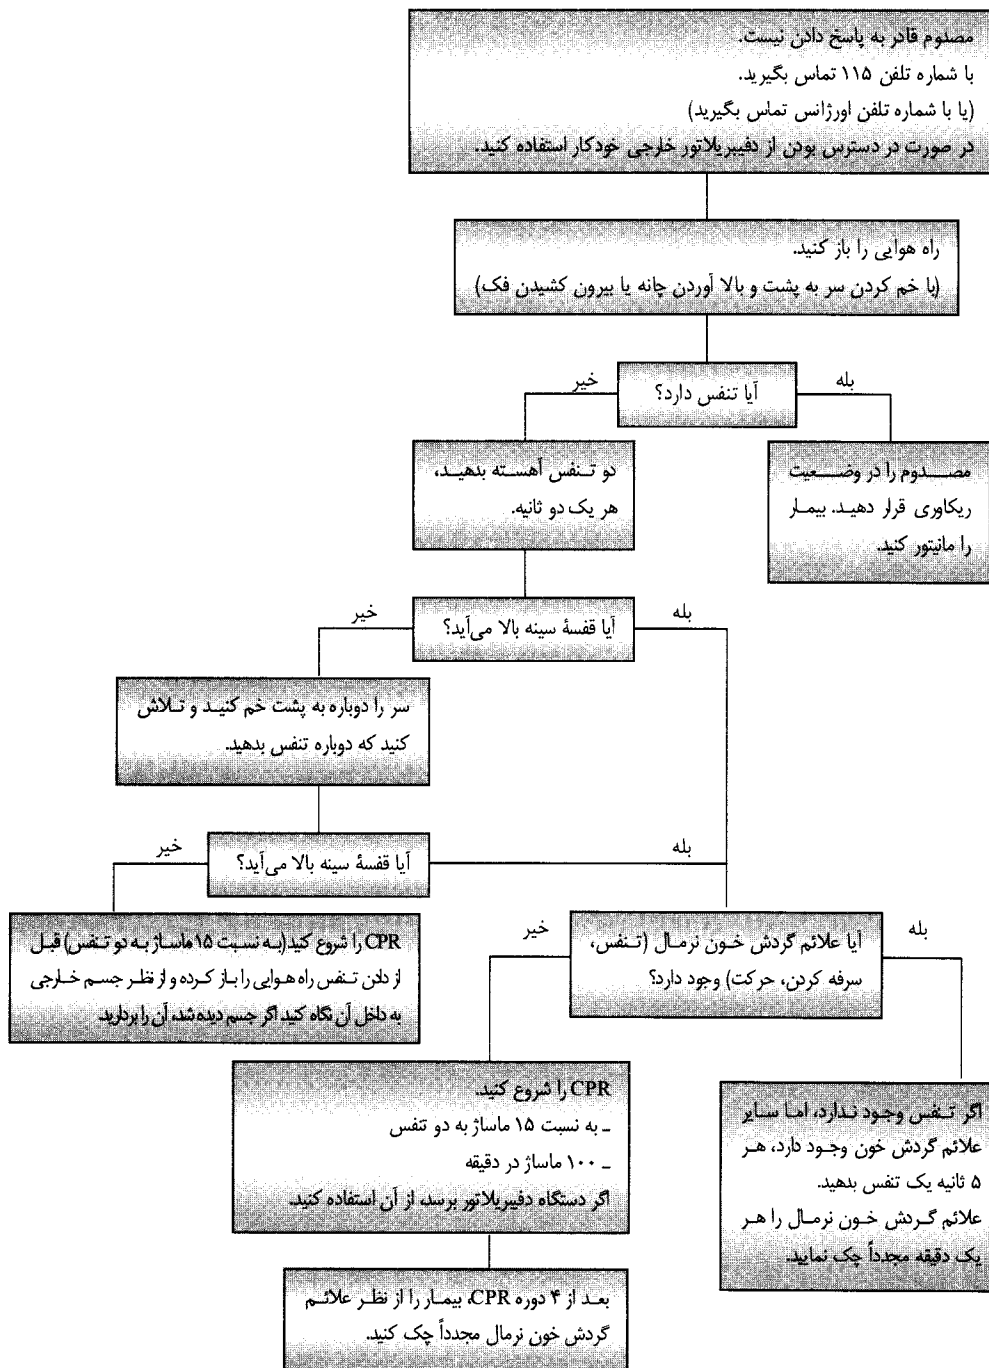 مصدوم قادر به پاسخ دادن نیست.
با شماره تلفن ۱۱۵ تماس بگیرید.
(یا با شماره تلفن اورژانس تماس بگیرید)
در صورت در دسترس بودن از دفیبریلاتور خارجی خودکار استفاده کنید.
راه هوایی را باز کنید.
(با خم کردن سر به پشت و بالا آوردن چانه یا بیرون کشیدن فک)
آیا تنفس دارد؟
بله
خیر
مصدوم را در وضعیت
ریکاوری قرار دهید. بیمار
را مانیتور کنید.
دو تنفس آهسته بدهید،
هر یک دو ثانیه.
آیا قفسۀ سینه بالا می‌آید؟
بله
خیر
سر را دوباره به پشت خم کنید و تلاش
کنید که دوباره تنفس بدهید.
آیا قفسۀ سینه بالا می‌آید؟
بله
خیر
CPR را شروع کنید (به نسبت ۱۵ ماساژ به دو تنفس) قبل
از دادن تنفس راه هوایی را باز کرده و از نظر جسم خارجی
به داخل آن نگاه کنید اگر جسم دیده شد، آن را بردارید.
آیا علائم گردش خون نرمال (تنفس،
سرفه کردن، حرکت) وجود دارد؟
بله
خیر
اگر تنفس وجود ندارد، اما سایر
علائم گردش خون وجود دارد، هر
۵ ثانیه یک تنفس بدهید.
علائم گردش خون نرمال را هر
یک دقیقه مجدداً چک نمایید.
CPR را شروع کنید.
ـ به نسبت ۱۵ ماساژ به دو تنفس
ـ ۱۰۰ ماساژ در دقیقه
اگر دستگاه دفیبریلاتور برسد، از آن استفاده کنید.
بعد از ۴ دوره CPR، بیمار را از نظر علائم
گردش خون نرمال مجدداً چک کنید.